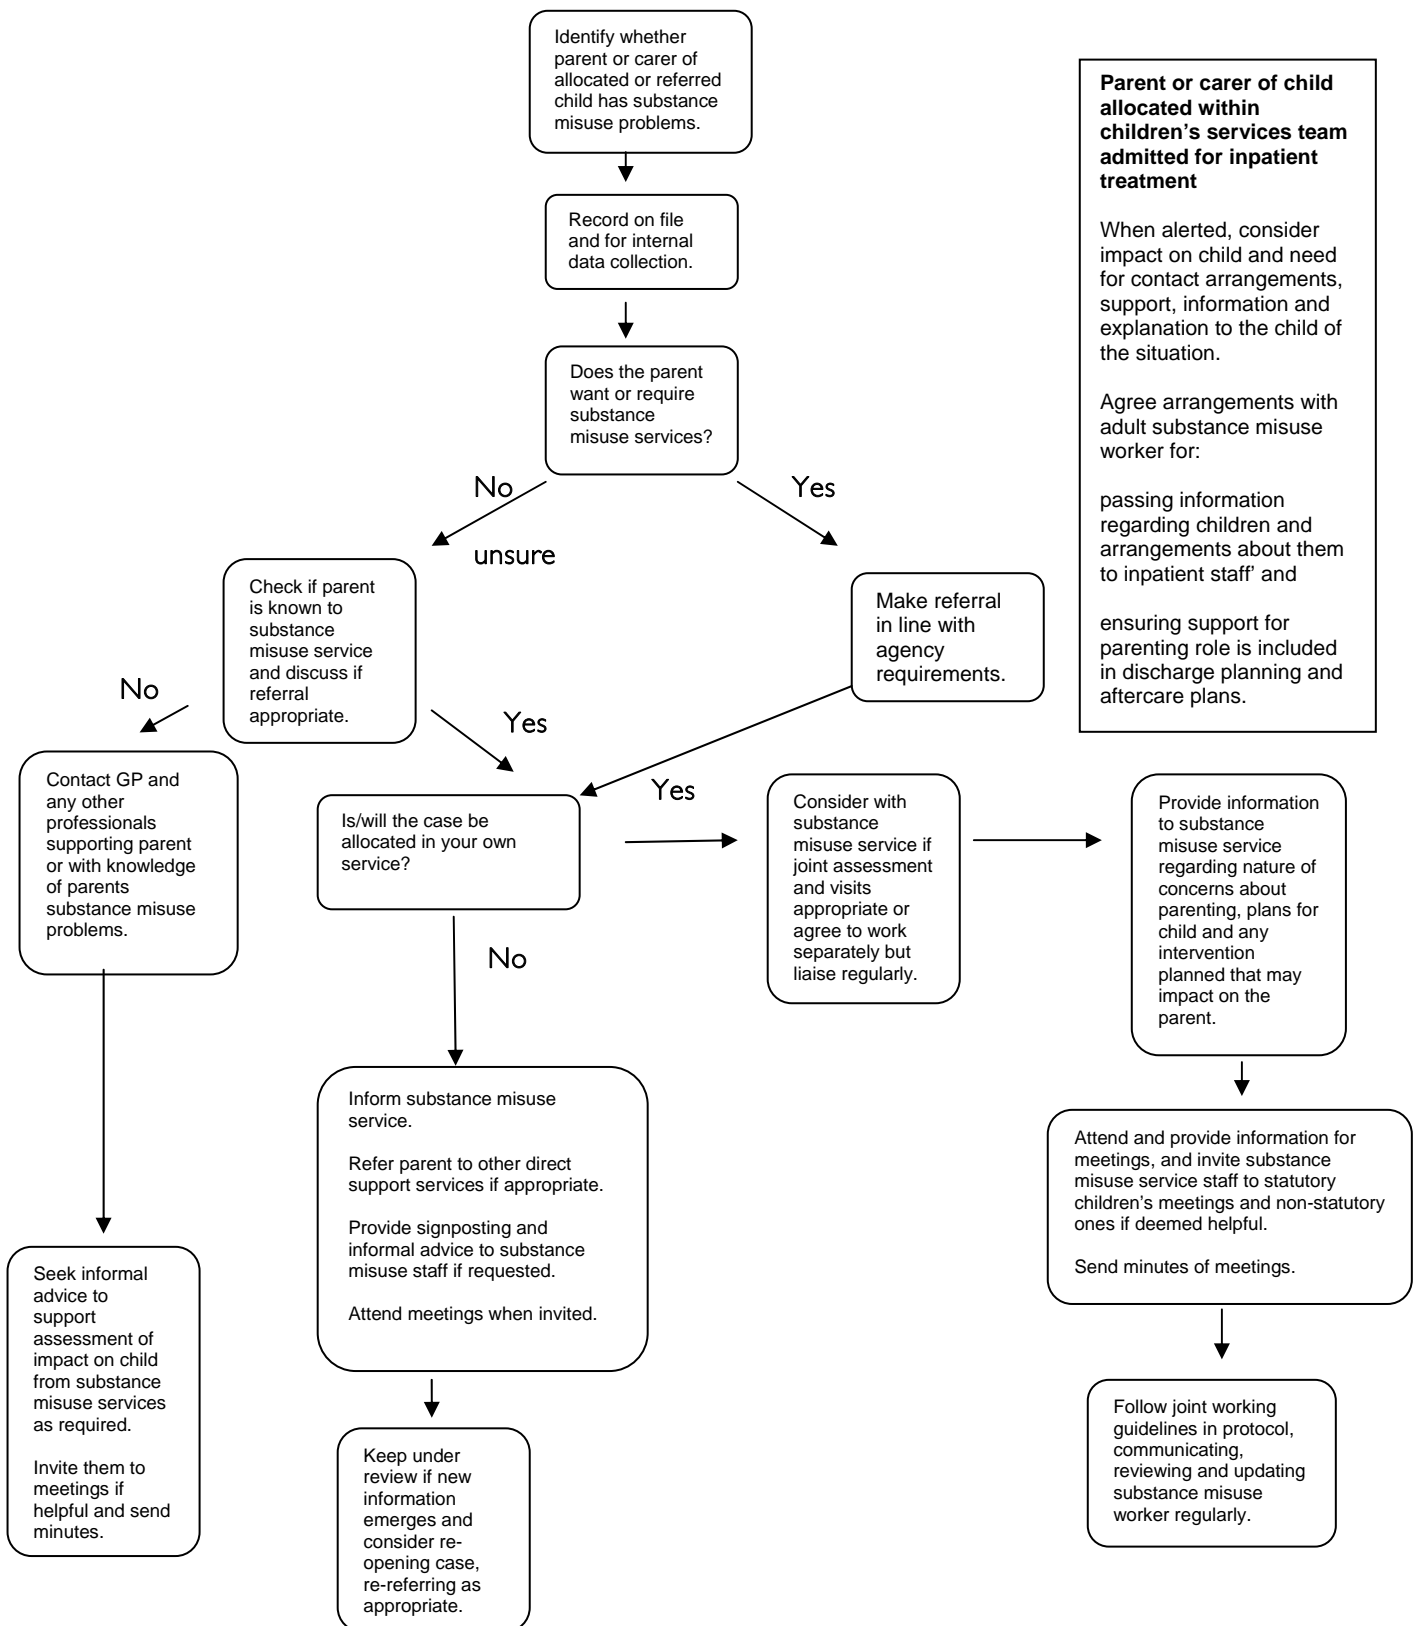 Identify whether
parent or carer of
allocated or referred
child has substance
misuse problems.
Record on file
and for internal
data collection.
Does the parent
want or require
substance
misuse services?
No
unsure
Yes
Check if parent
is known to
substance
misuse service
and discuss if
referral
appropriate.
Make referral
in line with
agency
requirements.
No
Yes
Contact GP and
any other
professionals
supporting parent
or with knowledge
of parents
substance misuse
problems.
Is/will the case be
allocated in your own
service?
Yes
Consider with
substance
misuse service if
joint assessment
and visits
appropriate or
agree to work
separately but
liaise regularly.
Provide information
to substance
misuse service
regarding nature of
concerns about
parenting, plans for
child and any
intervention
planned that may
impact on the
parent.
No
Inform substance misuse
service.
Refer parent to other direct
support services if appropriate.
Provide signposting and
informal advice to substance
misuse staff if requested.
Attend meetings when invited.
Attend and provide information for
meetings, and invite substance
misuse service staff to statutory
children's meetings and non-statutory
ones if deemed helpful.
Send minutes of meetings.
Seek informal
advice to
support
assessment of
impact on child
from substance
misuse services
as required.
Invite them to
meetings if
helpful and send
minutes.
Keep under
review if new
information
emerges and
consider re-
opening case,
re-referring as
appropriate.
Follow joint working
guidelines in protocol,
communicating,
reviewing and updating
substance misuse
worker regularly.
Parent or carer of child
allocated within
children’s services team
admitted for inpatient
treatment
When alerted, consider
impact on child and need
for contact arrangements,
support, information and
explanation to the child of
the situation.
Agree arrangements with
adult substance misuse
worker for:
passing information
regarding children and
arrangements about them
to inpatient staff’ and
ensuring support for
parenting role is included
in discharge planning and
aftercare plans.